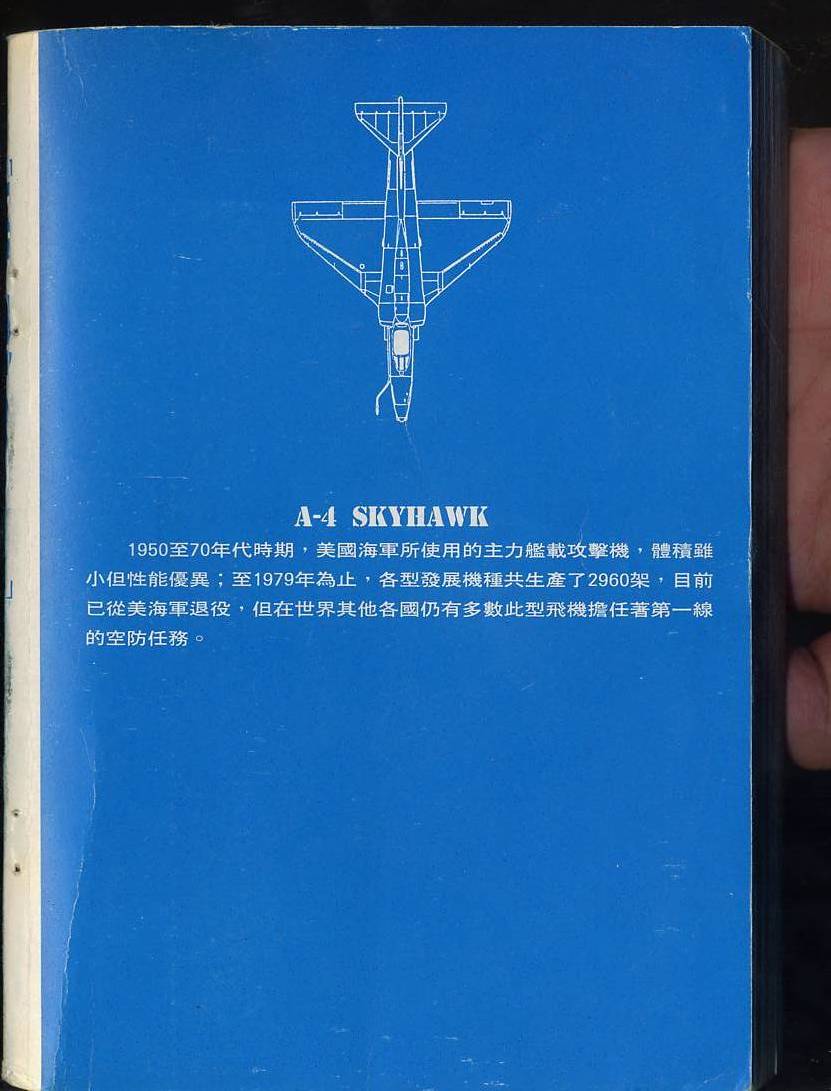 A-4 SKYHAWK
1950至70年代時期，美國海軍所使用的主力艦載攻擊機，體積雖
小但性能優異；至1979年為止，各型發展機種共生產了2960架，目前
已從美海軍退役，但在世界其他各國仍有多數此型飛機擔任著第一線
的空防任務。